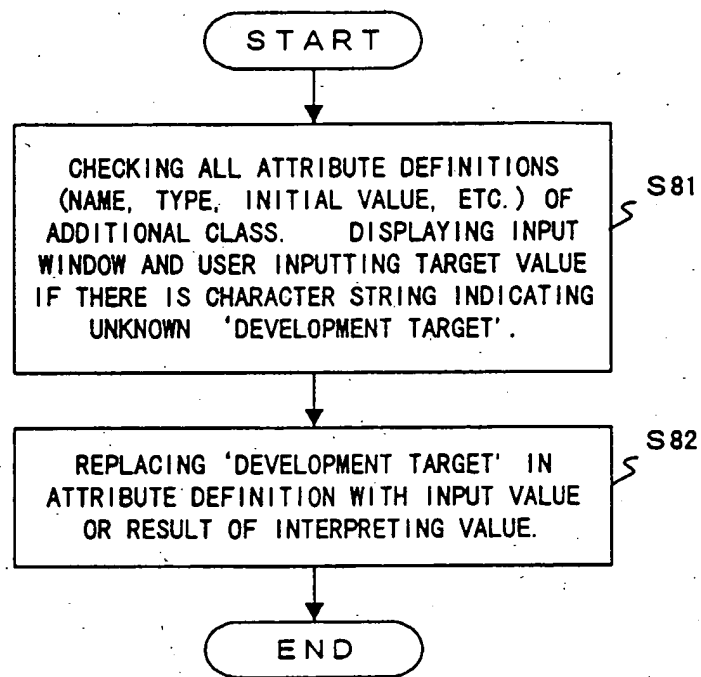 START
CHECKING ALL ATTRIBUTE DEFINITIONS
(NAME, TYPE, INITIAL VALUE, ETC.) OF
ADDITIONAL CLASS. DISPLAYING INPUT
WINDOW AND USER INPUTTING TARGET VALUE
IF THERE IS CHARACTER STRING INDICATING
UNKNOWN 'DEVELOPMENT TARGET'.
S81
REPLACING 'DEVELOPMENT TARGET' IN
ATTRIBUTE DEFINITION WITH INPUT VALUE
OR RESULT OF INTERPRETING VALUE.
S82
END